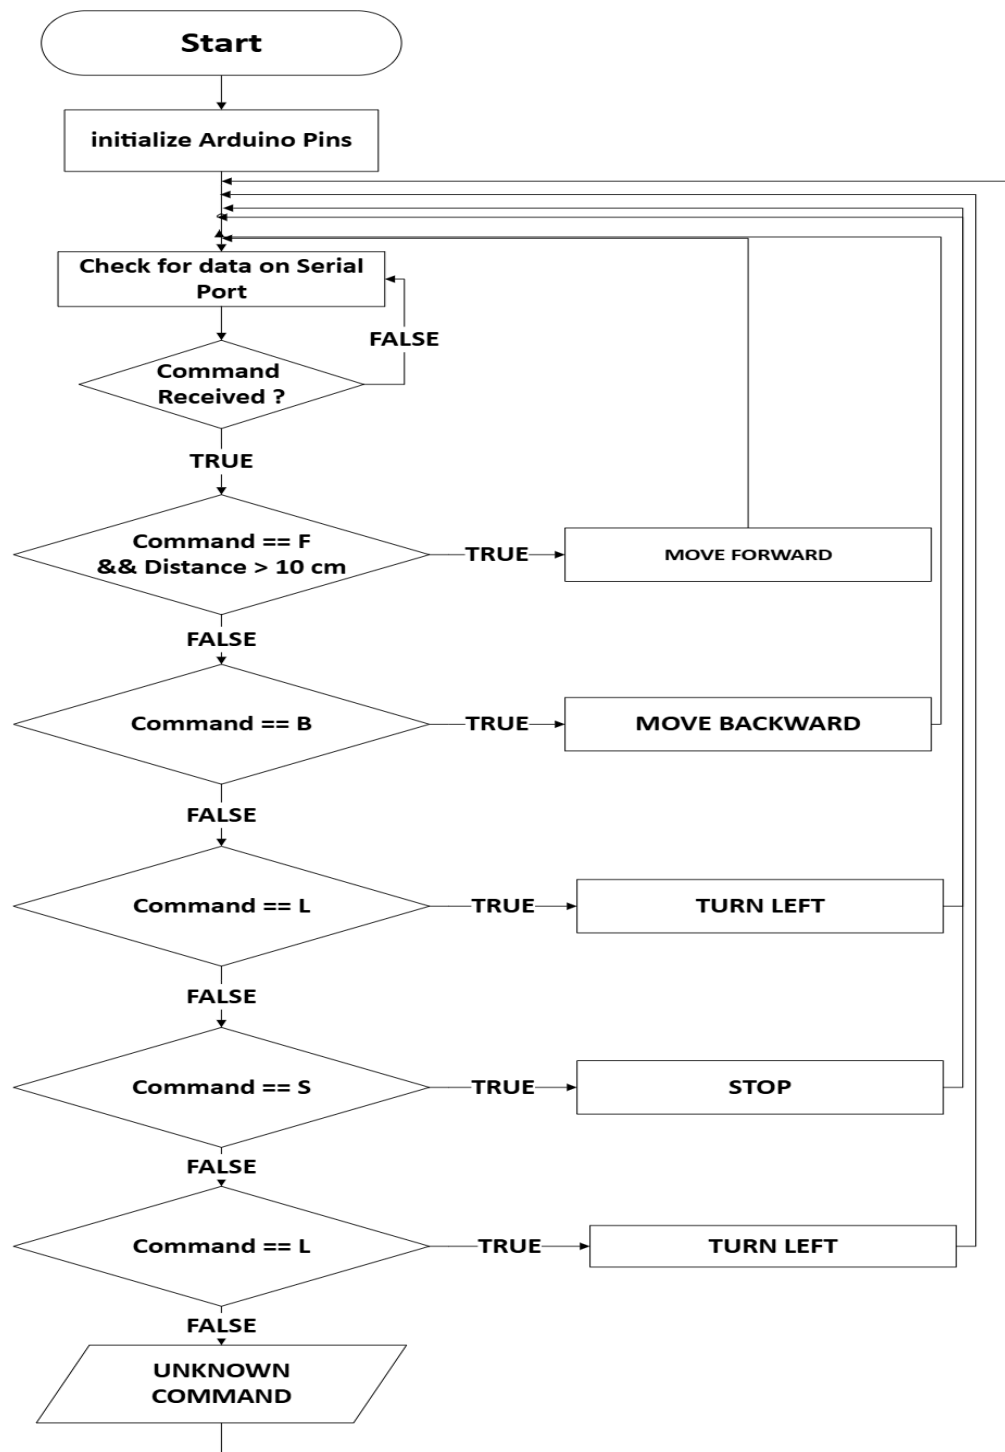 Start
initialize Arduino Pins
Check for data on Serial
Port
FALSE
Command
Received ?
TRUE
Command == F
&& Distance > 10 cm
TRUE
MOVE FORWARD
FALSE
Command == B
TRUE
MOVE BACKWARD
FALSE
Command == L
TRUE
TURN LEFT
FALSE
Command == S
TRUE
STOP
FALSE
Command == L
TRUE
TURN LEFT
FALSE
UNKNOWN
COMMAND